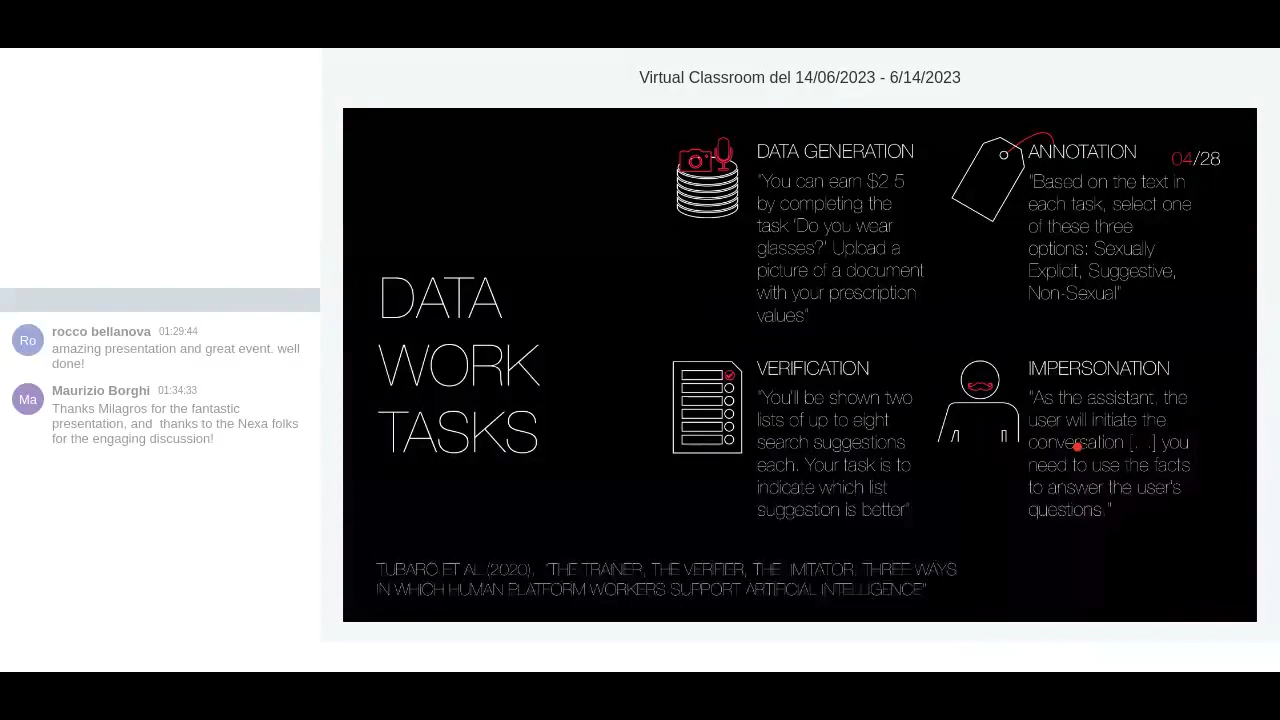 Virtual Classroom del 14/06/2023 - 6/14/2023
Ro
rocco bellanova 01:29:44
amazing presentation and great event. well
done!
Ma
Maurizio Borghi 01:34:33
Thanks Milagros for the fantastic
presentation, and thanks to the Nexa folks
for the engaging discussion!
DATA
WORK
TASKS
DATA GENERATION
"You can earn $2 5
by completing the
task 'Do you wear
glasses?' Upload a
picture of a document
with your prescription
values"
ANNOTATION
04/28
"Based on the text in
each task, select one
of these three
options: Sexually
Explicit, Suggestive,
Non-Sexual"
VERIFICATION
"You'll be shown two
lists of up to eight
search suggestions
each. Your task is to
indicate which list
suggestion is better"
IMPERSONATION
"As the assistant, the
user will initiate the
conversation [. .] you
need to use the facts
to answer the user's
questions."
TUBARO ET AL (2020), "THE TRAINER, THE VERIFIER, THE IMITATOR: THREE WAYS
IN WHICH HUMAN PLATFORM WORKERS SUPPORT ARTIFICIAL INTELLIGENCE"